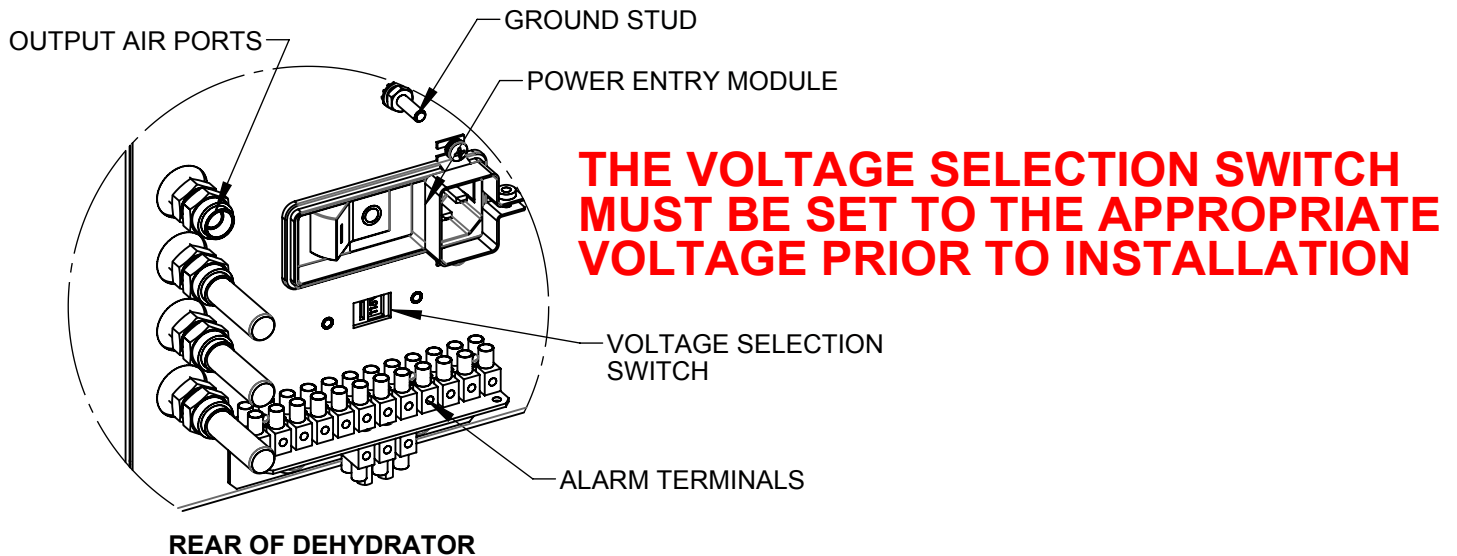 GROUND STUD
OUTPUT AIR PORTS
POWER ENTRY MODULE
THE VOLTAGE SELECTION SWITCH
MUST BE SET TO THE APPROPRIATE
VOLTAGE PRIOR TO INSTALLATION
VOLTAGE SELECTION
SWITCH
ALARM TERMINALS
REAR OF DEHYDRATOR